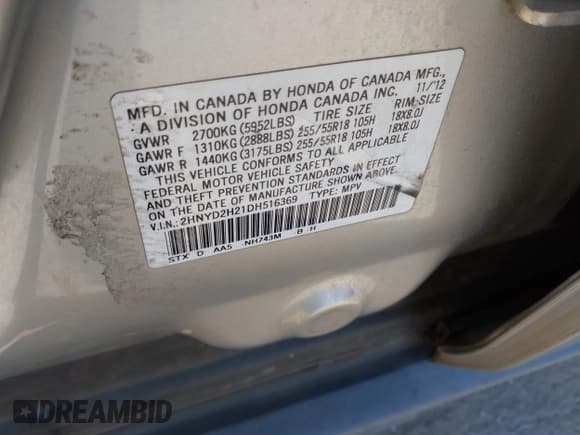 MFD. IN CANADA BY HONDA OF CANADA MFG.,
A DIVISION OF HONDA CANADA INC. 11/'12
TIRE SIZE RIM SIZE
GVWR 2700KG(5952LBS)
GAWR F 1310KG(2888LBS) 255/55R18 105H 18X8.0J
GAWR R 1440KG(3175LBS) 255/55R18 105H 18X8.0J
THIS VEHICLE CONFORMS TO ALL APPLICABLE
FEDERAL MOTOR VEHICLE SAFETY
AND THEFT PREVENTION STANDARDS IN EFFECT
ON THE DATE OF MANUFACTURE SHOWN ABOVE.
V.I.N.: 2HNYD2H21DH516369 TYPE: MPV
STX D AA5 NH743M B H
DREAMBID